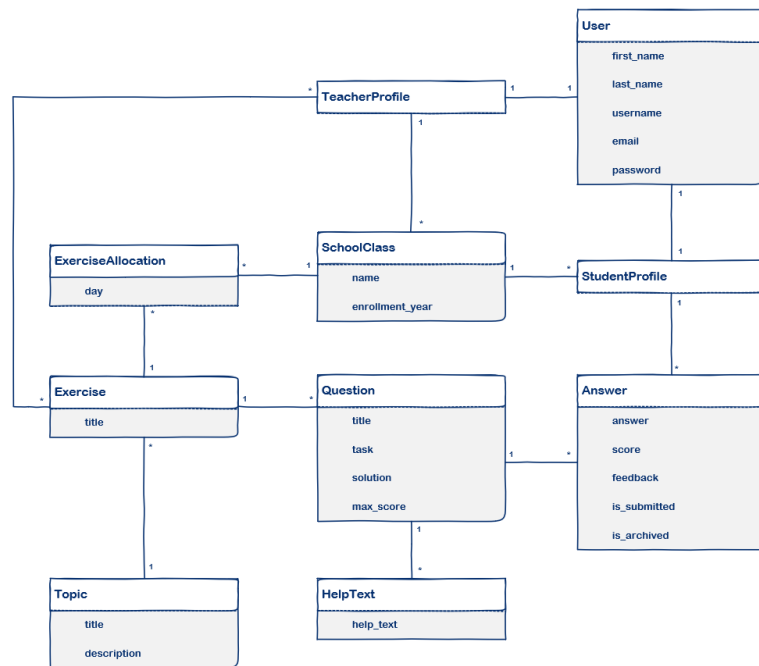 User
first_name
last_name
username
email
password
* TeacherProfile 1 1
1
1
*
SchoolClass
name
enrollment_year
ExerciseAllocation
day
* 1
1 *
1
StudentProfile
1
*
*
1
Exercise
title
*
*
1 *
Question
title
task
solution
max_score
1 *
Answer
answer
score
feedback
is_submitted
is_archived
1
*
1
Topic
title
description
HelpText
help_text